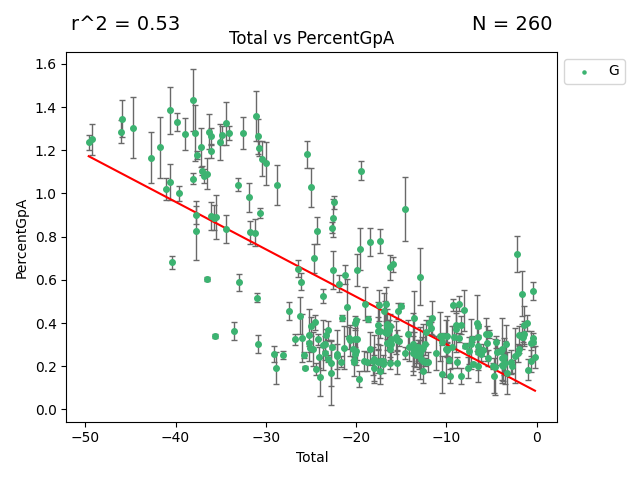 r^2 = 0.53 N = 260
Total vs PercentGpA
G
PercentGpA
1.6
1.4
1.2
1.0
0.8
0.6
0.4
0.2
0.0
−50 −40 −30 −20 −10 0
Total